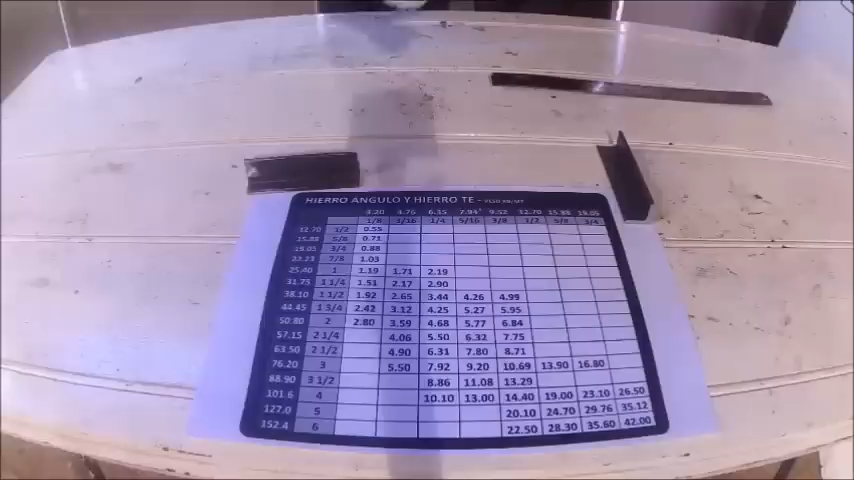 HIERRO ANGULO Y HIERRO TE - PESO KG/MT
3.20 4.76 6.35 7.94 9.52 12.70 15.88 19.05
1/8 3/16 1/4 5/16 3/8 1/2 5/8 3/4
12.70 1/2 0.55
15.88 5/8 0.71
19.05 3/4 0.88
22.23 7/8 1.03
25.40 1 1.19 1.71 2.19
31.75 1 1/4 1.51 2.17 2.90
38.10 1 1/2 1.92 2.65 3.44 4.26 4.99
44.45 1 3/4 2.42 3.12 4.25 5.27 5.95
50.80 2 2.80 3.59 4.68 5.77 6.84
57.15 2 1/4 4.06 5.50 6.32 7.75
63.50 2 1/2 4.90 6.31 7.80 8.71
76.20 3 5.50 7.92 9.20 10.69 13.90 16.80
88.90 3 1/2 8.86 11.08 13.29
101.6 4 10.10 13.00 14.40 19.00 23.10 26.50
127.0 5 20.10 24.70 29.76 35.12
152.4 6 22.50 28.30 35.60 42.00